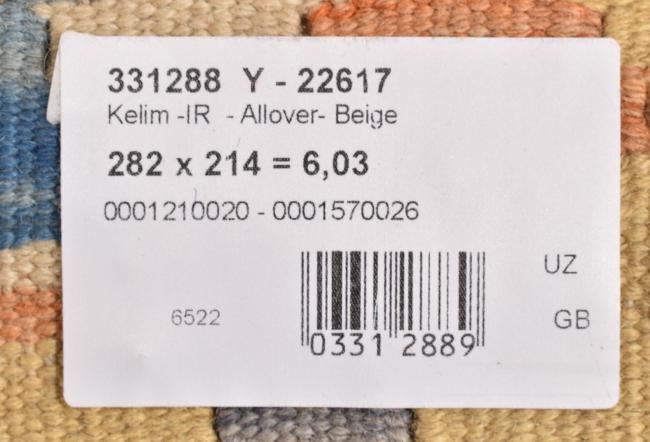 331288 Y - 22617
Kelim -IR - Allover- Beige
282 x 214 = 6,03
0001210020 - 0001570026
UZ
6522
GB
0331 2889